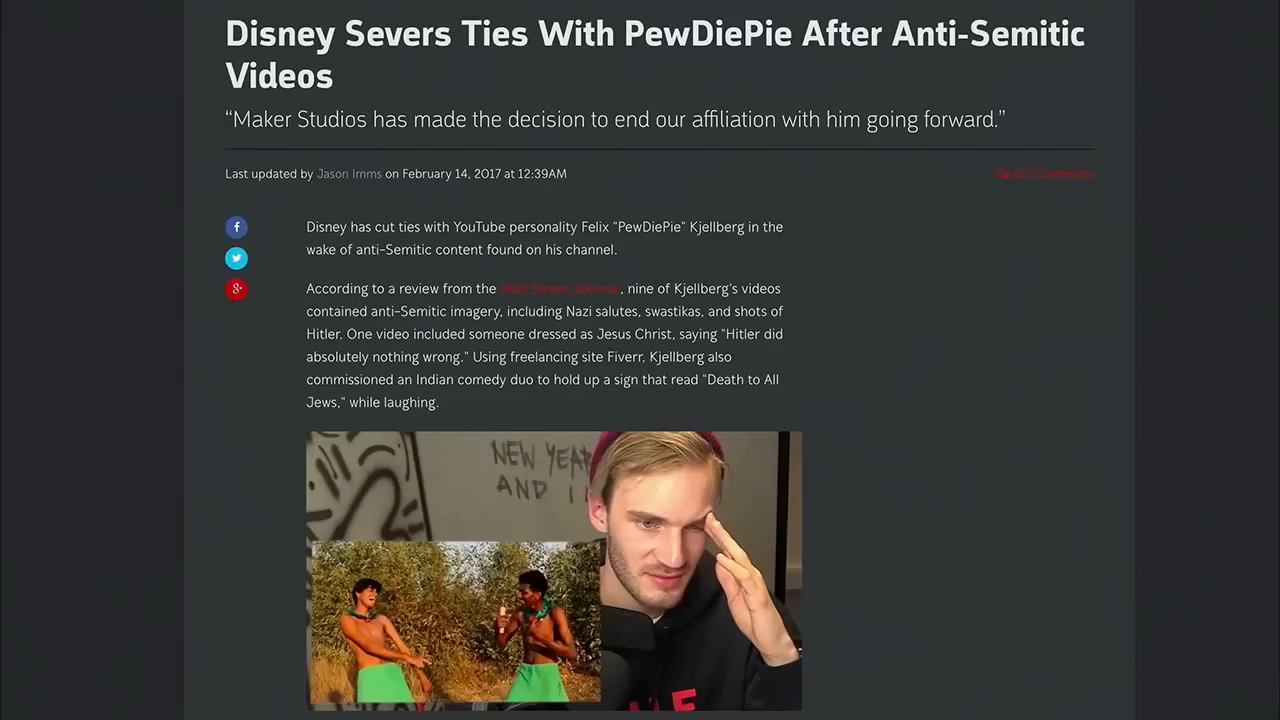 Disney Severs Ties With PewDiePie After Anti-Semitic
Videos
“Maker Studios has made the decision to end our affiliation with him going forward.”
Last updated by Jason Imms on February 14, 2017 at 12:39AM
Comments
f
Disney has cut ties with YouTube personality Felix "PewDiePie" Kjellberg in the
wake of anti-Semitic content found on his channel.
g+
According to a review from the Wall Street Journal, nine of Kjellberg's videos
contained anti-Semitic imagery, including Nazi salutes, swastikas, and shots of
Hitler. One video included someone dressed as Jesus Christ, saying "Hitler did
absolutely nothing wrong." Using freelancing site Fiverr, Kjellberg also
commissioned an Indian comedy duo to hold up a sign that read "Death to All
Jews," while laughing.
NEW YEAR
AND